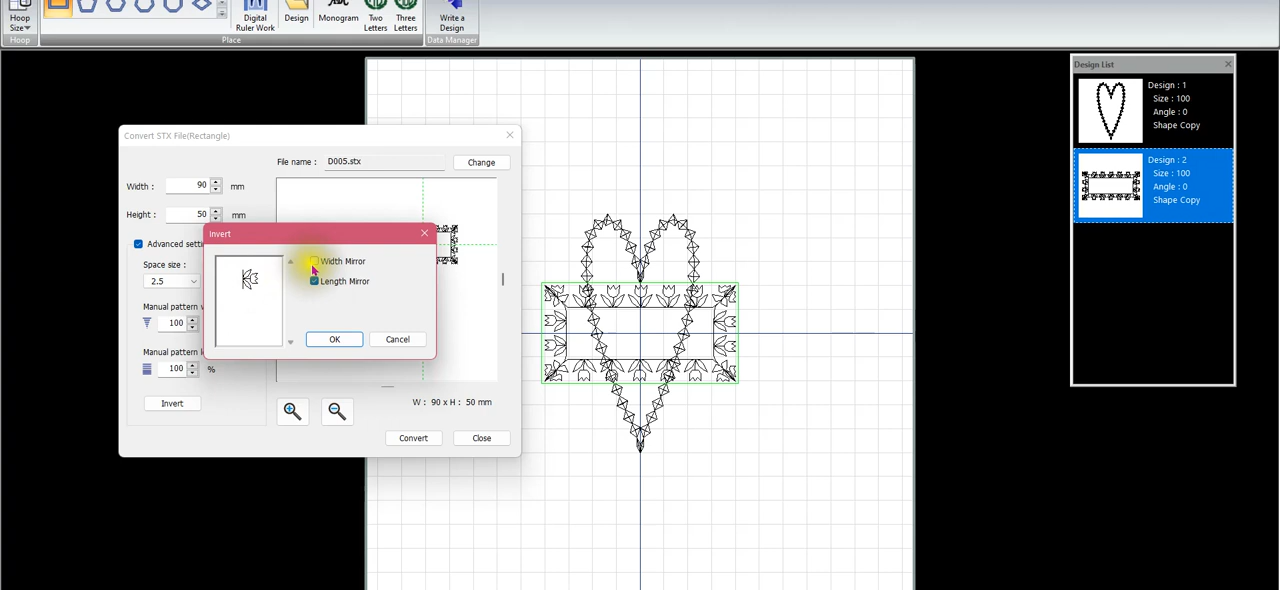 Hoop
Size
Hoop
Digital
Ruler Work
Design
Monogram
Two
Letters
Three
Letters
Place
Write a
Design
Data Manager
Design List
Design : 1
Size : 100
Angle : 0
Shape Copy
Design : 2
Size : 100
Angle : 0
Shape Copy
Convert STX File(Rectangle)
File name : D005.stx
Change
Width : 90 mm
Height : 50 mm
Advanced setti
Space size :
2.5
Manual pattern
100
Manual pattern
100 %
Invert
Invert
Width Mirror
Length Mirror
OK Cancel
W : 90 x H : 50 mm
Convert Close